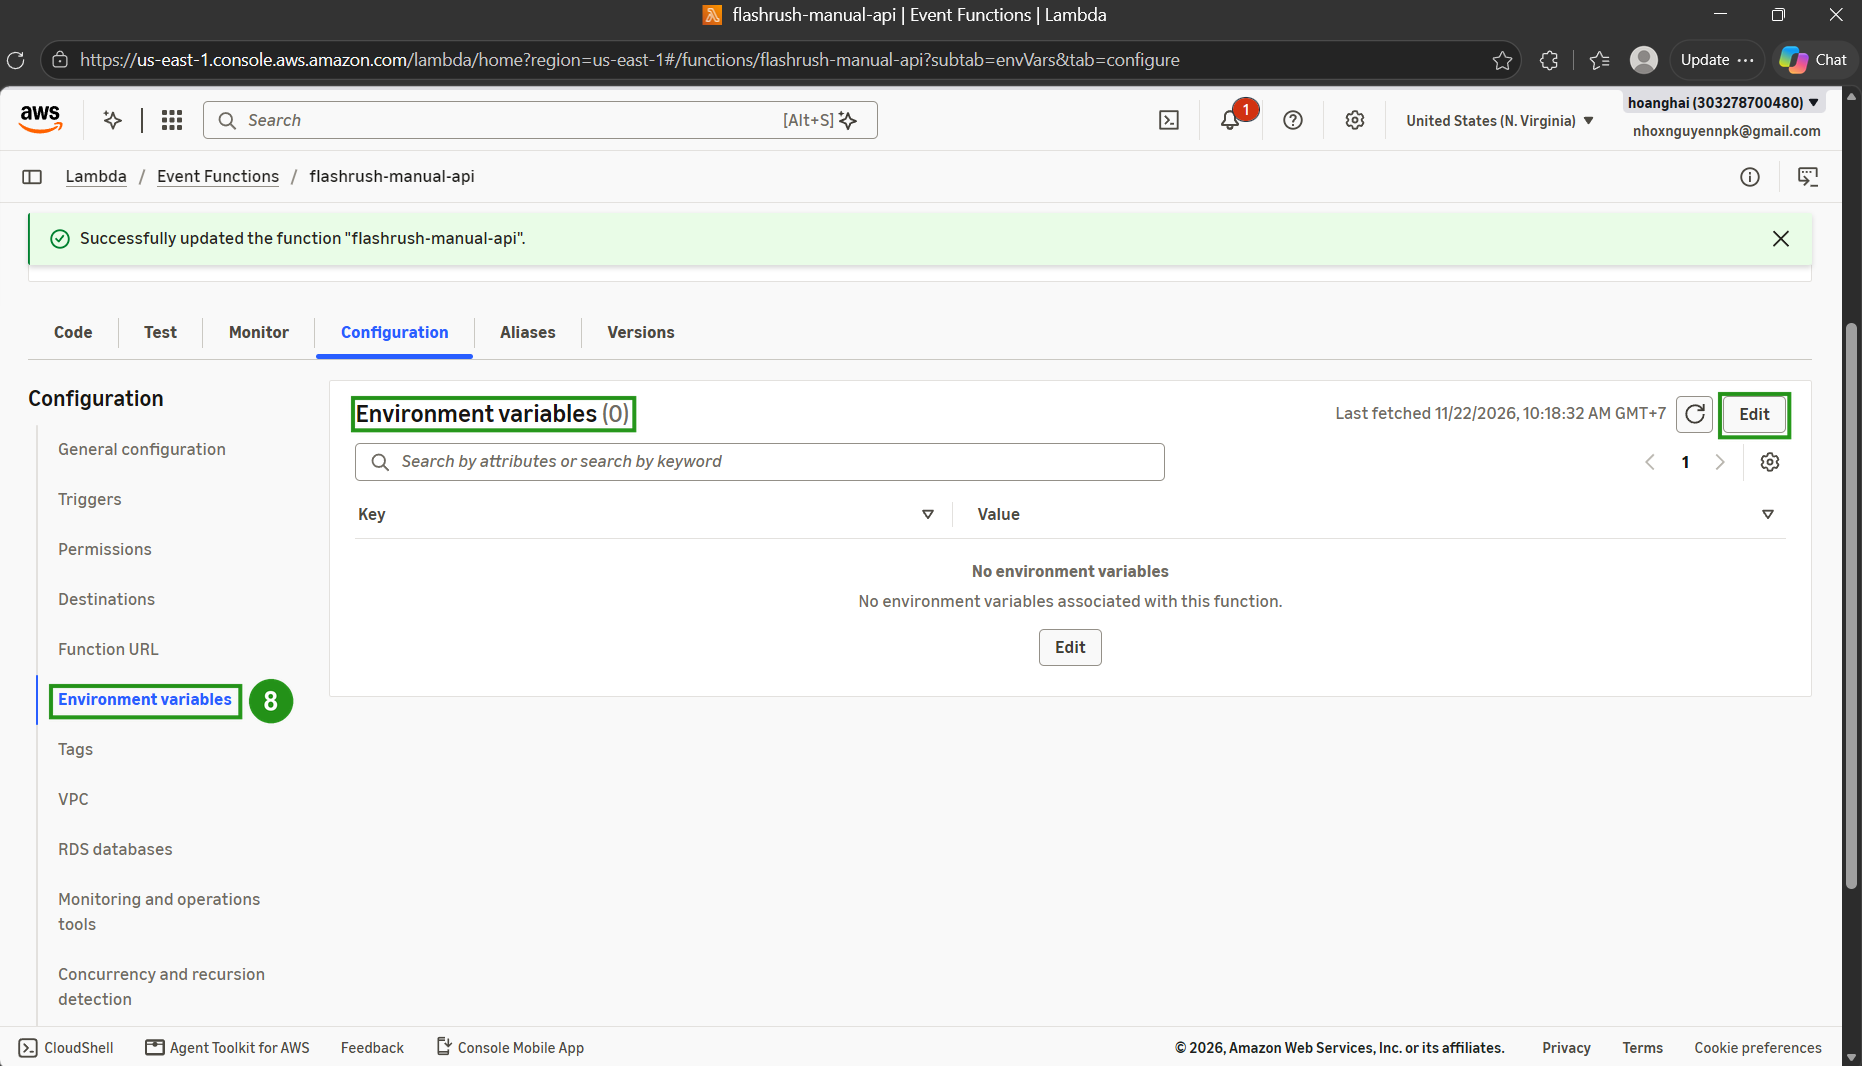 flashrush-manual-api | Event Functions | Lambda
https://us-east-1.console.aws.amazon.com/lambda/home?region=us-east-1#/functions/flashrush-manual-api?subtab=envVars&tab=configure
Update
Chat
aws
Search
[Alt+S]
1
United States (N. Virginia)
hoanghai (303278700480)
nhoxnguyennpk@gmail.com
Lambda / Event Functions / flashrush-manual-api
Successfully updated the function "flashrush-manual-api".
Code
Test
Monitor
Configuration
Aliases
Versions
Configuration
General configuration
Triggers
Permissions
Destinations
Function URL
Environment variables
8
Tags
VPC
RDS databases
Monitoring and operations
tools
Concurrency and recursion
detection
Environment variables (0)
Last fetched 11/22/2026, 10:18:32 AM GMT+7
Edit
Search by attributes or search by keyword
1
Key
Value
No environment variables
No environment variables associated with this function.
Edit
CloudShell
Agent Toolkit for AWS
Feedback
Console Mobile App
© 2026, Amazon Web Services, Inc. or its affiliates.
Privacy
Terms
Cookie preferences